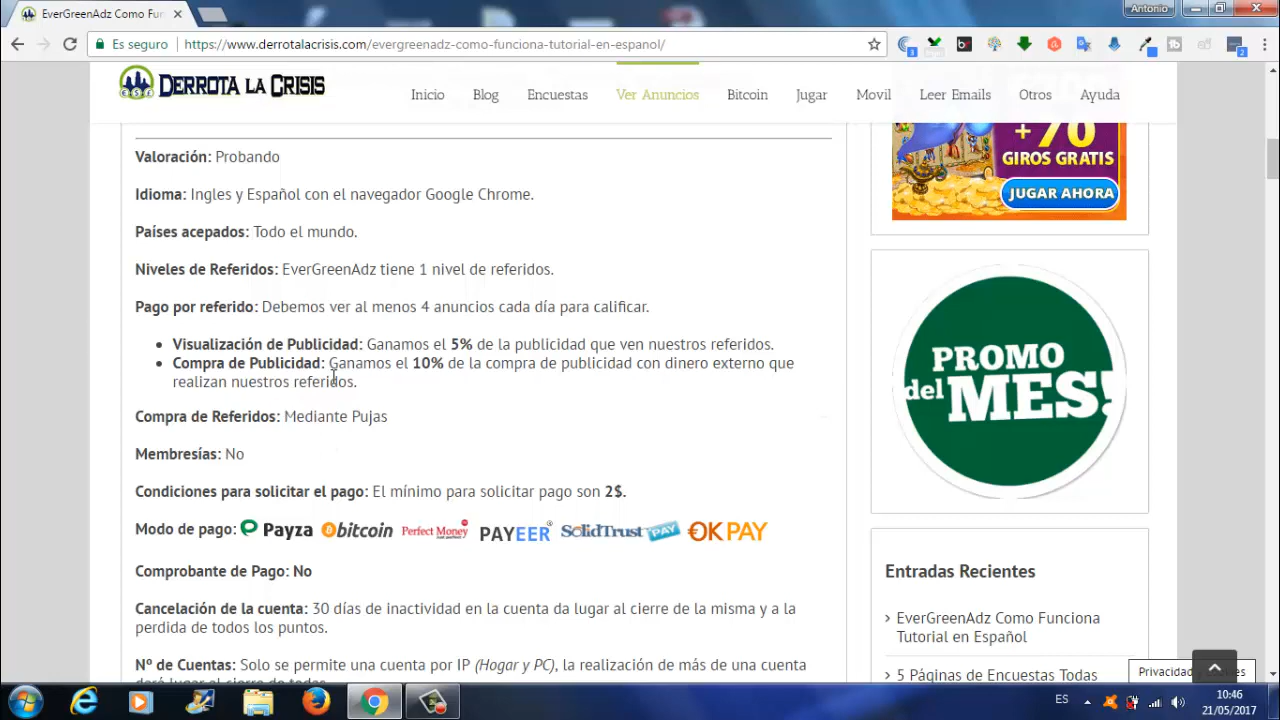 EverGreenAdz Como Fun
Antonio
Es seguro
https://www.derrotalacrisis.com/evergreenadz-como-funciona-tutorial-en-espanol/
DERROTA LA CRISIS
Inicio
Blog
Encuestas
Ver Anuncios
Bitcoin
Jugar
Movil
Leer Emails
Otros
Ayuda
Valoración: Probando
Idioma: Ingles y Español con el navegador Google Chrome.
Países acepados: Todo el mundo.
Niveles de Referidos: EverGreenAdz tiene 1 nivel de referidos.
Pago por referido: Debemos ver al menos 4 anuncios cada día para calificar.
Visualización de Publicidad: Ganamos el 5% de la publicidad que ven nuestros referidos.
Compra de Publicidad: Ganamos el 10% de la compra de publicidad con dinero externo que
realizan nuestros referidos.
Compra de Referidos: Mediante Pujas
Membresías: No
Condiciones para solicitar el pago: El mínimo para solicitar pago son 2$.
Modo de pago: Payza bitcoin Perfect Money PAYEER SolidTrust PAY OKPAY
Comprobante de Pago: No
Cancelación de la cuenta: 30 días de inactividad en la cuenta da lugar al cierre de la misma y a la
perdida de todos los puntos.
Nº de Cuentas: Solo se permite una cuenta por IP (Hogar y PC), la realización de más de una cuenta
dará lugar al cierre de todas
+ 70
GIROS GRATIS
JUGAR AHORA
PROMO
del MES!
Entradas Recientes
EverGreenAdz Como Funciona
Tutorial en Español
5 Páginas de Encuestas Todas
Privacidad y Cookies
ES
10:46
21/05/2017